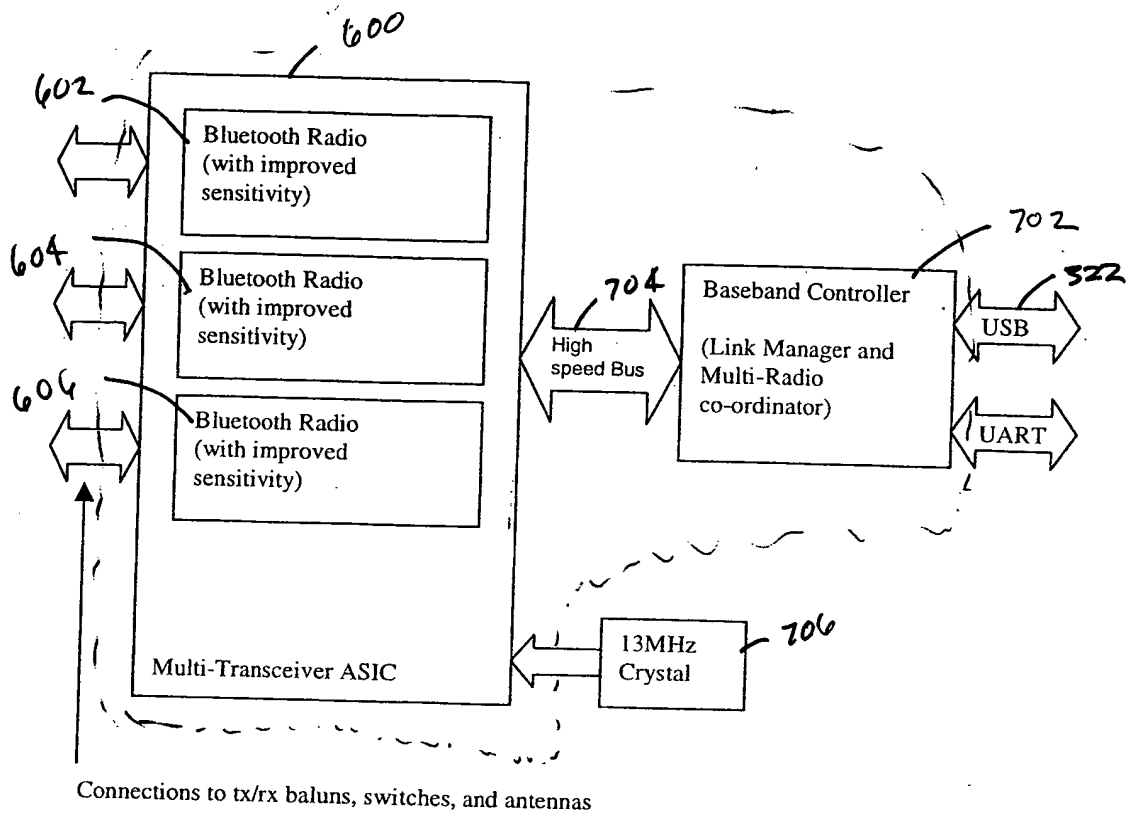 600
602
Bluetooth Radio
(with improved
sensitivity)
604
Bluetooth Radio
(with improved
sensitivity)
606
Bluetooth Radio
(with improved
sensitivity)
Multi-Transceiver ASIC
704
High
speed Bus
702
Baseband Controller
(Link Manager and
Multi-Radio
co-ordinator)
322
USB
UART
706
13MHz
Crystal
Connections to tx/rx baluns, switches, and antennas